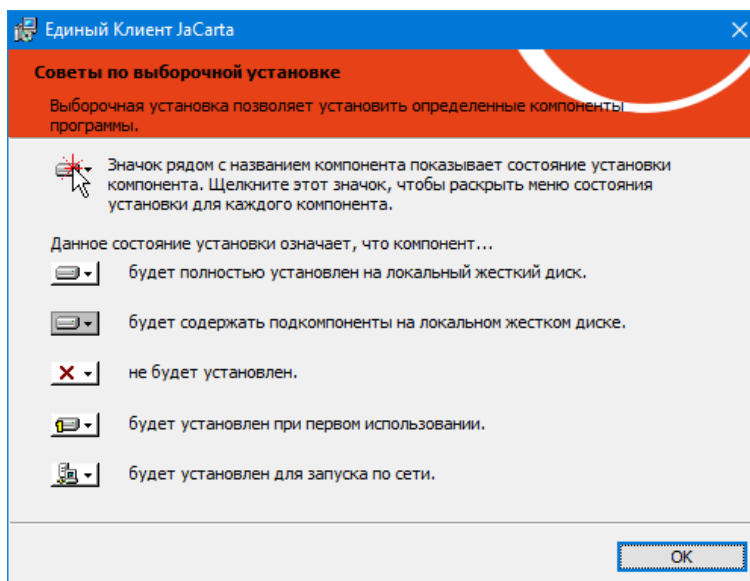 Единый Клиент JaCarta
Советы по выборочной установке
Выборочная установка позволяет установить определенные компоненты
программы.
Значок рядом с названием компонента показывает состояние установки
компонента. Щелкните этот значок, чтобы раскрыть меню состояния
установки для каждого компонента.
Данное состояние установки означает, что компонент...
будет полностью установлен на локальный жесткий диск.
будет содержать подкомпоненты на локальном жестком диске.
не будет установлен.
будет установлен при первом использовании.
будет установлен для запуска по сети.
OK